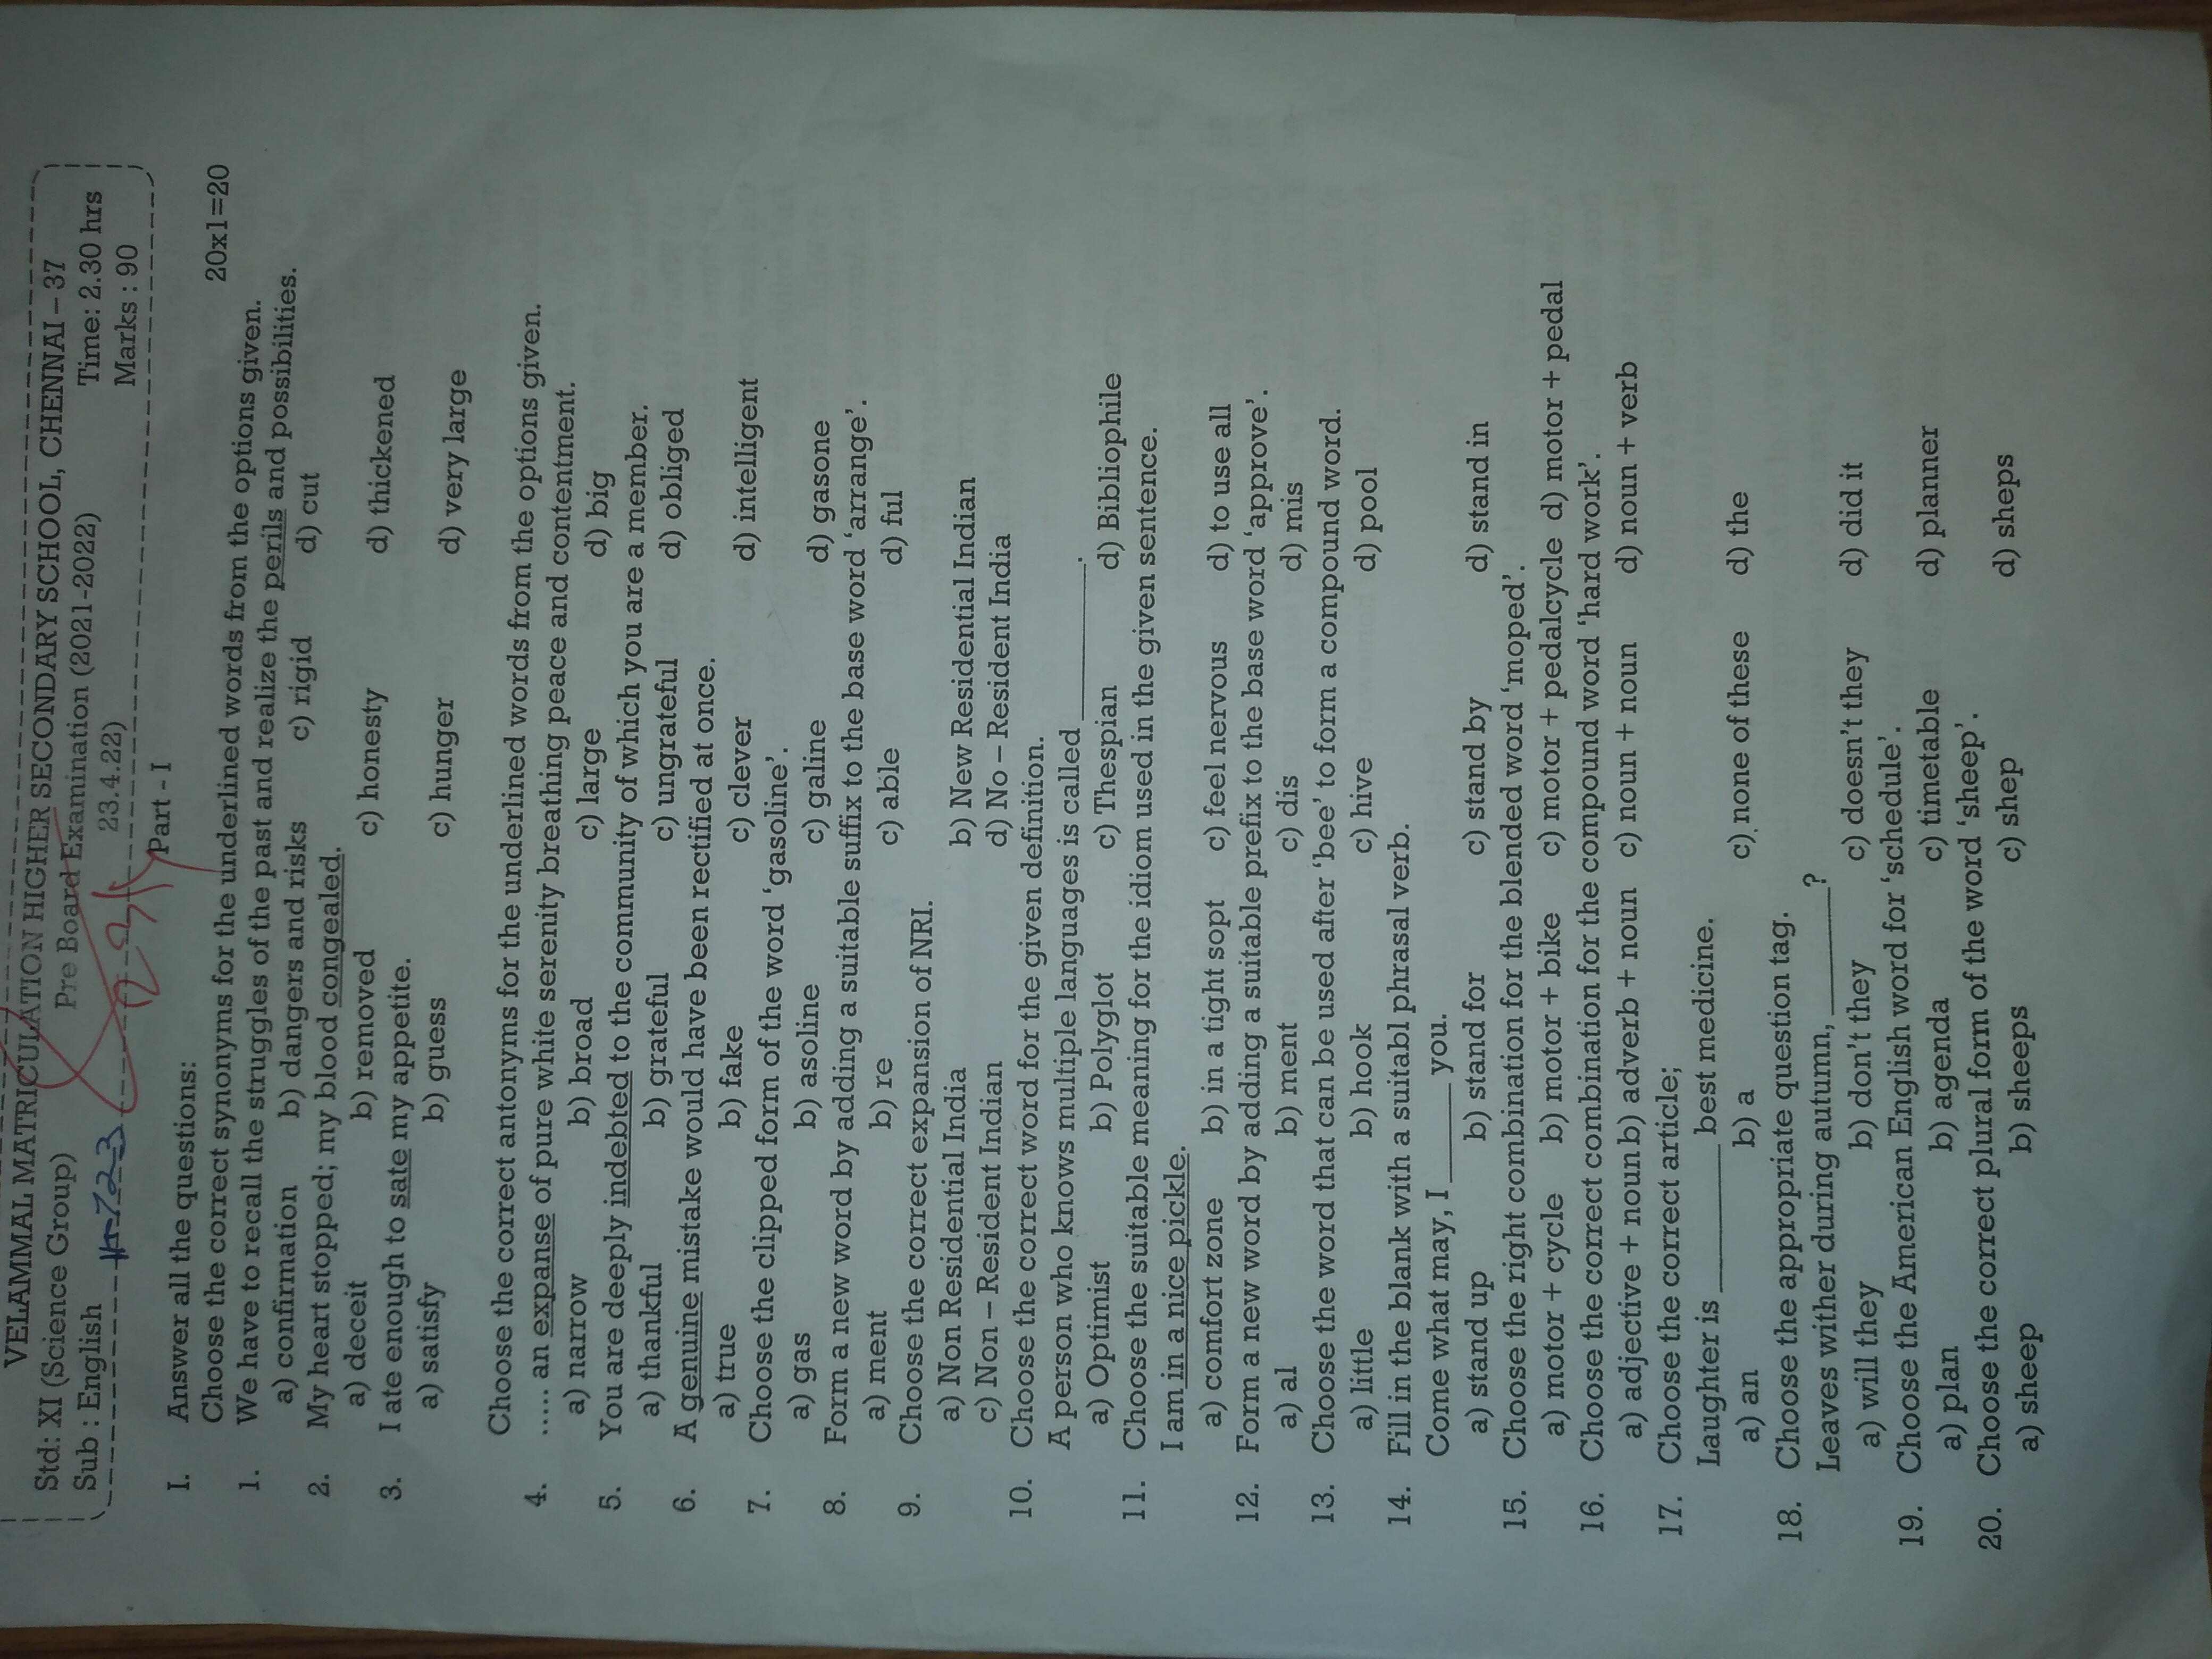 VELAMMAL MATRICULATION HIGHER SECONDARY SCHOOL, CHENNAI – 37
Std: XI (Science Group) Pre Board Examination (2021-2022) Time: 2.30 hrs
Sub : English 23.4.22) Marks : 90
Part - I
I. Answer all the questions: 20x1=20
Choose the correct synonyms for the underlined words from the options given.
1. We have to recall the struggles of the past and realize the perils and possibilities.
a) confirmation b) dangers and risks c) rigid d) cut
2. My heart stopped; my blood congealed.
a) deceit b) removed c) honesty d) thickened
3. I ate enough to sate my appetite.
a) satisfy b) guess c) hunger d) very large
Choose the correct antonyms for the underlined words from the options given.
4. ..... an expanse of pure white serenity breathing peace and contentment.
a) narrow b) broad c) large d) big
5. You are deeply indebted to the community of which you are a member.
a) thankful b) grateful c) ungrateful d) obliged
6. A genuine mistake would have been rectified at once.
a) true b) fake c) clever d) intelligent
7. Choose the clipped form of the word ‘gasoline’.
a) gas b) asoline c) galine d) gasone
8. Form a new word by adding a suitable suffix to the base word ‘arrange’.
a) ment b) re c) able d) ful
9. Choose the correct expansion of NRI.
a) Non Residential India b) New Residential Indian
c) Non – Resident Indian d) No – Resident India
10. Choose the correct word for the given definition.
A person who knows multiple languages is called __________.
a) Optimist b) Polyglot c) Thespian d) Bibliophile
11. Choose the suitable meaning for the idiom used in the given sentence.
I am in a nice pickle.
a) comfort zone b) in a tight sopt c) feel nervous d) to use all
12. Form a new word by adding a suitable prefix to the base word ‘approve’.
a) al b) ment c) dis d) mis
13. Choose the word that can be used after ‘bee’ to form a compound word.
a) little b) hook c) hive d) pool
14. Fill in the blank with a suitabl phrasal verb.
Come what may, I ______ you.
a) stand up b) stand for c) stand by d) stand in
15. Choose the right combination for the blended word ‘moped’.
a) motor + cycle b) motor + bike c) motor + pedalcycle d) motor + pedal
16. Choose the correct combination for the compound word ‘hard work’.
a) adjective + noun b) adverb + noun c) noun + noun d) noun + verb
17. Choose the correct article;
Laughter is _________ best medicine.
a) an b) a c) none of these d) the
18. Choose the appropriate question tag.
Leaves wither during autumn, ________?
a) will they b) don’t they c) doesn’t they d) did it
19. Choose the American English word for ‘schedule’.
a) plan b) agenda c) timetable d) planner
20. Choose the correct plural form of the word ‘sheep’.
a) sheep b) sheeps c) shep d) sheps